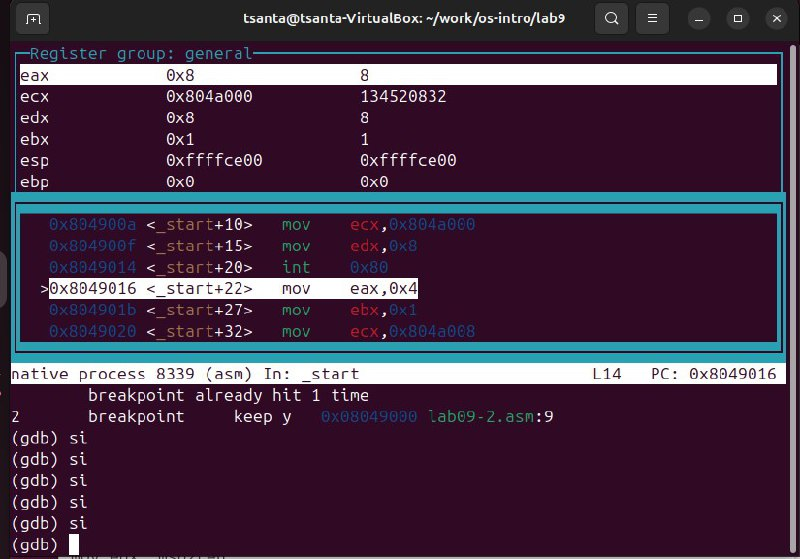 tsanta@tsanta-VirtualBox: ~/work/os-intro/lab9
Register group: general
eax 0x8 8
ecx 0x804a000 134520832
edx 0x8 8
ebx 0x1 1
esp 0xffffce00 0xffffce00
ebp 0x0 0x0
0x804900a <_start+10> mov ecx,0x804a000
0x804900f <_start+15> mov edx,0x8
0x8049014 <_start+20> int 0x80
>0x8049016 <_start+22> mov eax,0x4
0x804901b <_start+27> mov ebx,0x1
0x8049020 <_start+32> mov ecx,0x804a008
native process 8339 (asm) In: _start L14 PC: 0x8049016
breakpoint already hit 1 time
2 breakpoint keep y 0x08049000 lab09-2.asm:9
(gdb) si
(gdb) si
(gdb) si
(gdb) si
(gdb) si
(gdb)